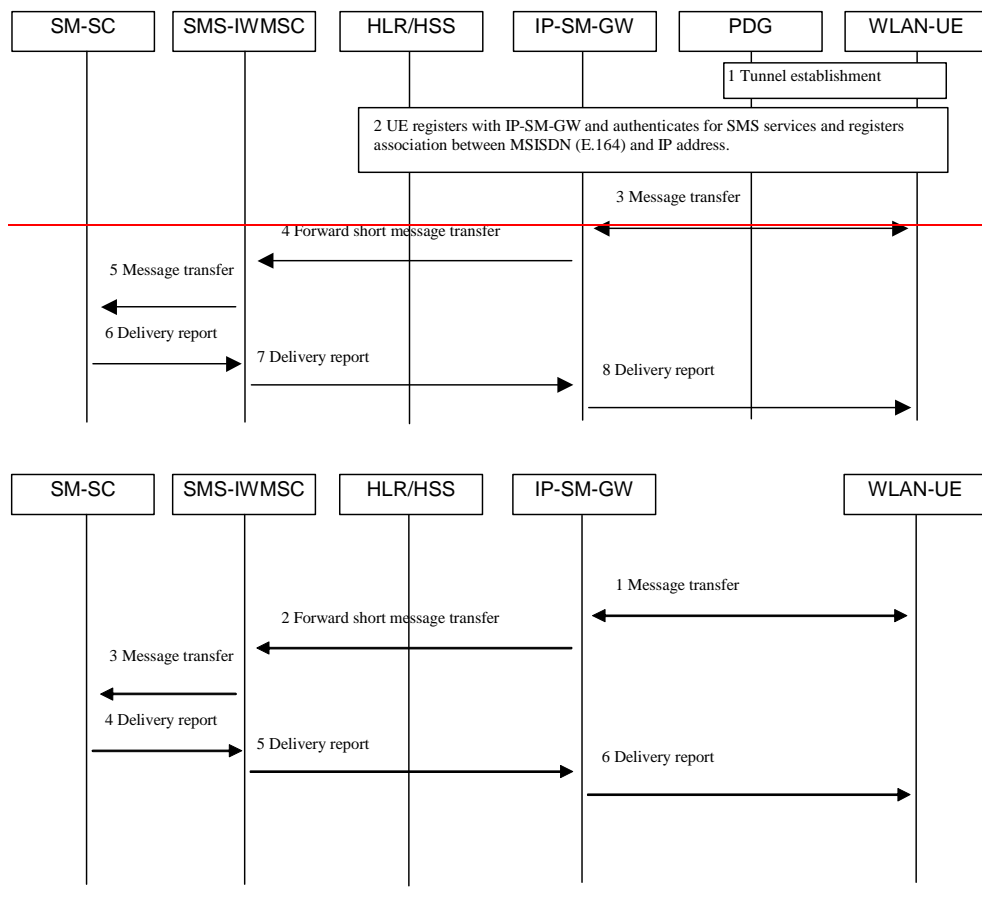 SM-SC SMS-IWMSC HLR/HSS IP-SM-GW PDG WLAN-UE
1 Tunnel establishment
2 UE registers with IP-SM-GW and authenticates for SMS services and registers
association between MSISDN (E.164) and IP address.
3 Message transfer
4 Forward short message transfer
5 Message transfer
6 Delivery report
7 Delivery report
8 Delivery report
SM-SC SMS-IWMSC HLR/HSS IP-SM-GW WLAN-UE
1 Message transfer
2 Forward short message transfer
3 Message transfer
4 Delivery report
5 Delivery report
6 Delivery report